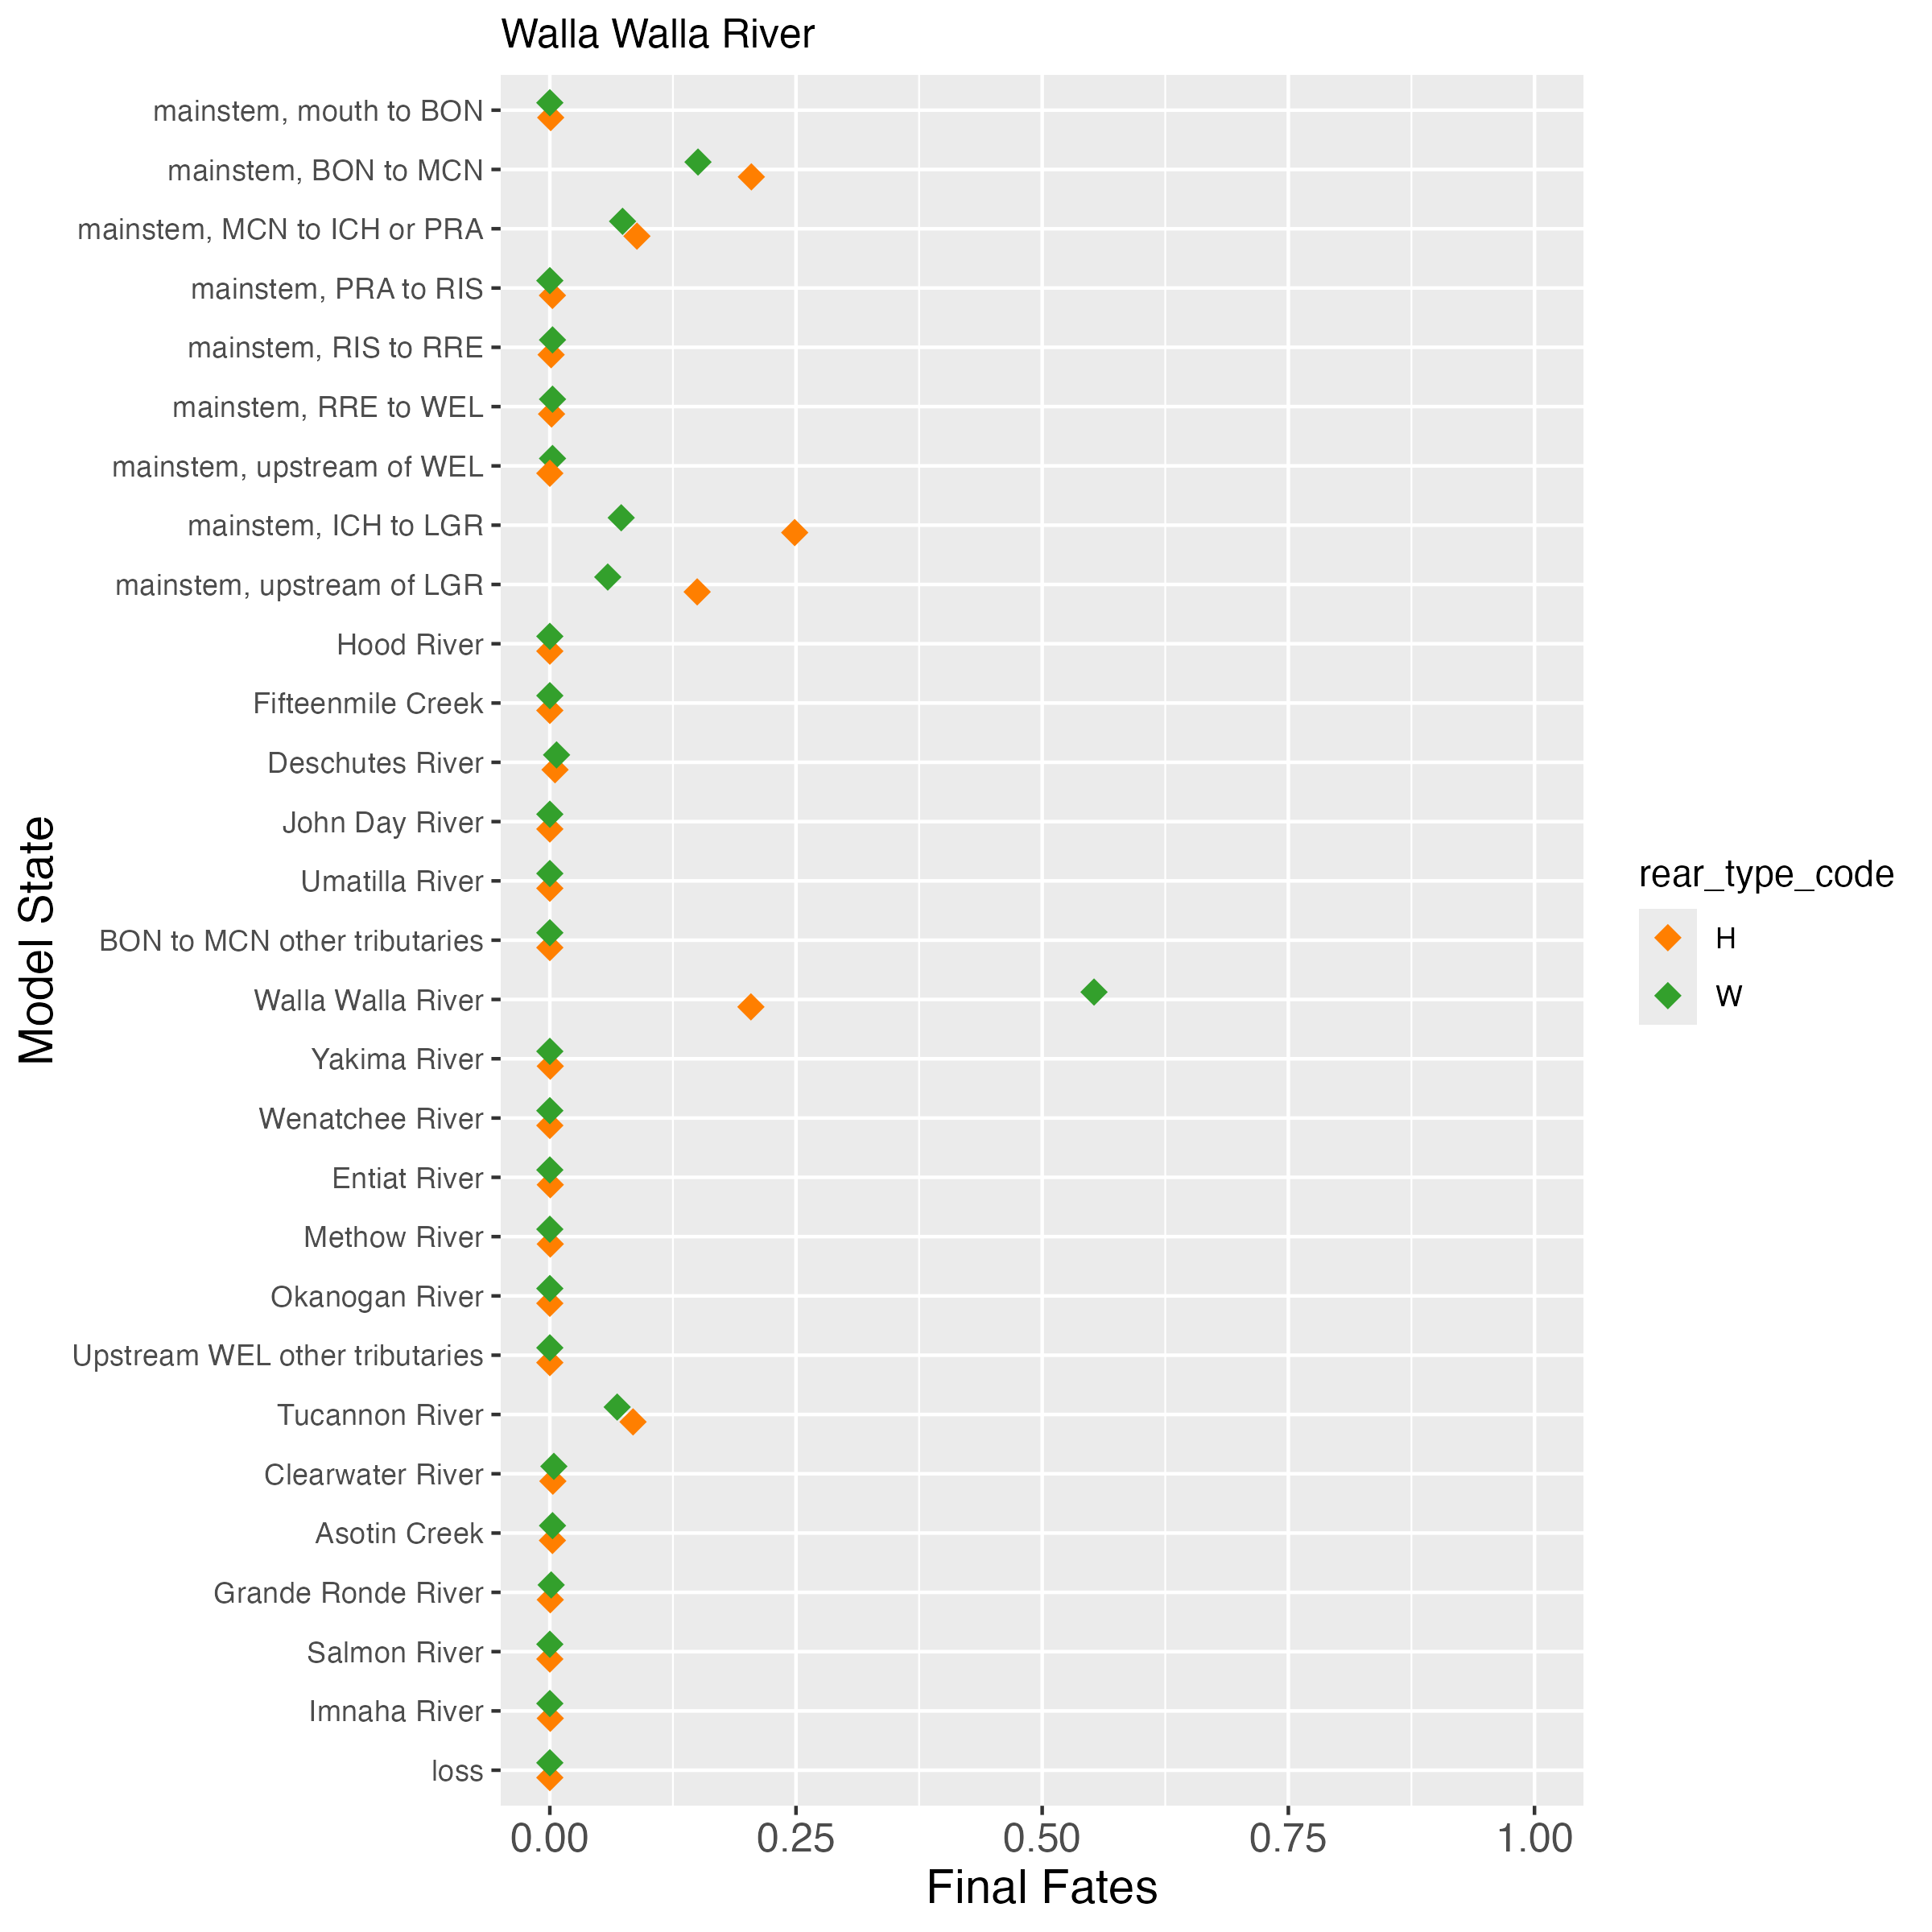 Walla Walla River
mainstem, mouth to BON
mainstem, BON to MCN
mainstem, MCN to ICH or PRA
mainstem, PRA to RIS
mainstem, RIS to RRE
mainstem, RRE to WEL
mainstem, upstream of WEL
mainstem, ICH to LGR
mainstem, upstream of LGR
Hood River
Fifteenmile Creek
Deschutes River
John Day River
Umatilla River
BON to MCN other tributaries
Walla Walla River
Yakima River
Wenatchee River
Entiat River
Methow River
Okanogan River
Upstream WEL other tributaries
Tucannon River
Clearwater River
Asotin Creek
Grande Ronde River
Salmon River
Imnaha River
loss
Model State
0.00 0.25 0.50 0.75 1.00
Final Fates
rear_type_code
H
W